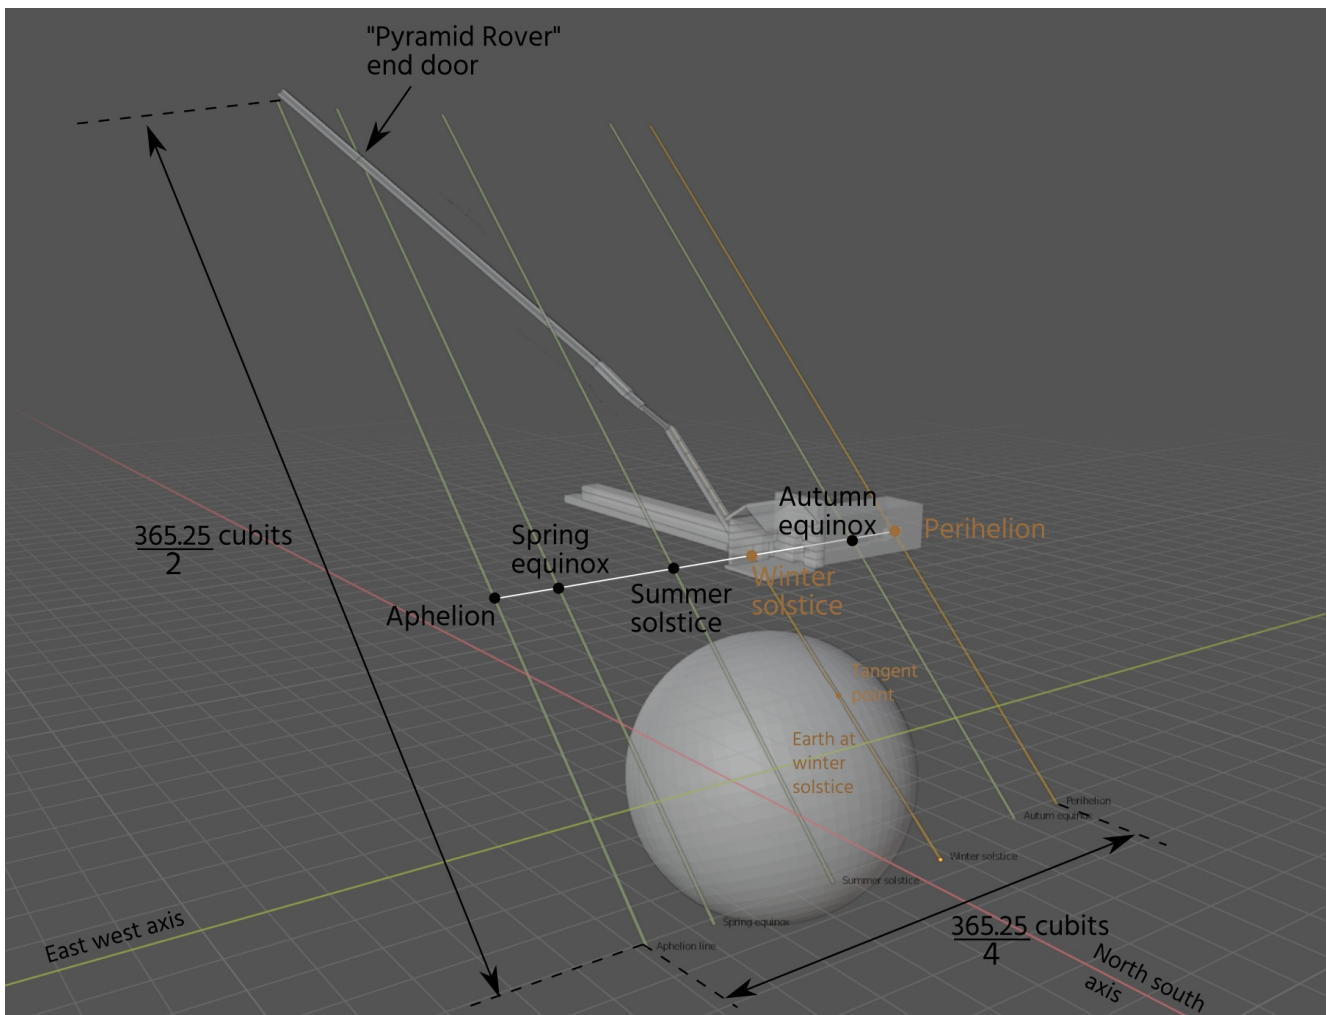 "Pyramid Rover"
end door
365.25 cubits
2
Spring
equinox
Autumn
equinox
Perihelion
Aphelion
Summer
solstice
Winter
solstice
Tangent
point
Earth at
winter
solstice
Perihelion
Autum equinox
Winter solstice
Summer solstice
Spring equinox
Aphelion line
365.25 cubits
4
East west axis
North south
axis